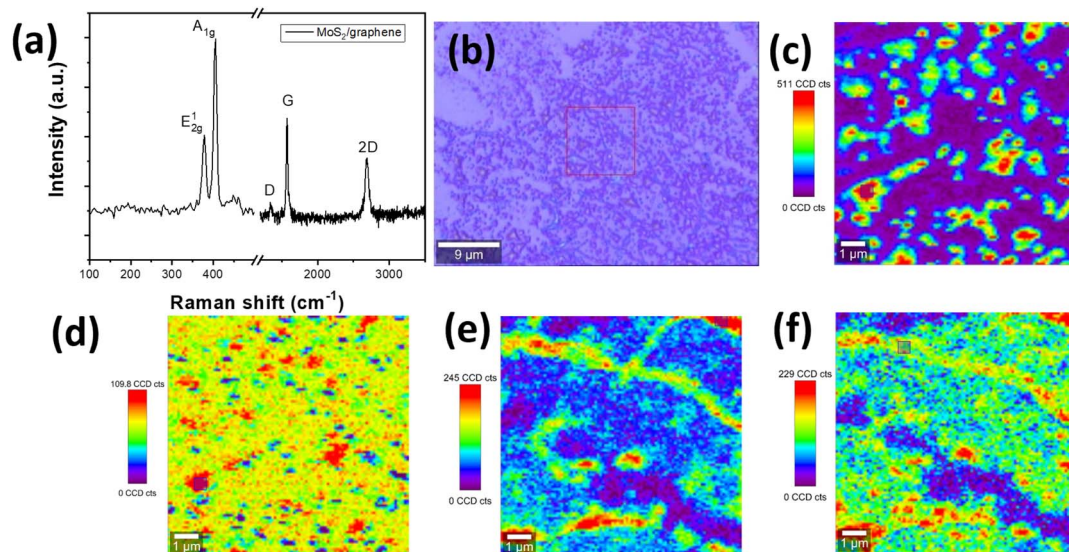 (a)
Intensity (a.u.)
A1g
E¹2g
G
D
2D
MoS₂/graphene
100 200 300 400 2000 3000
Raman shift (cm⁻¹)
(b)
9 µm
(c)
511 CCD cts
0 CCD cts
1 µm
(d)
109.8 CCD cts
0 CCD cts
1 µm
(e)
245 CCD cts
0 CCD cts
1 µm
(f)
229 CCD cts
0 CCD cts
1 µm